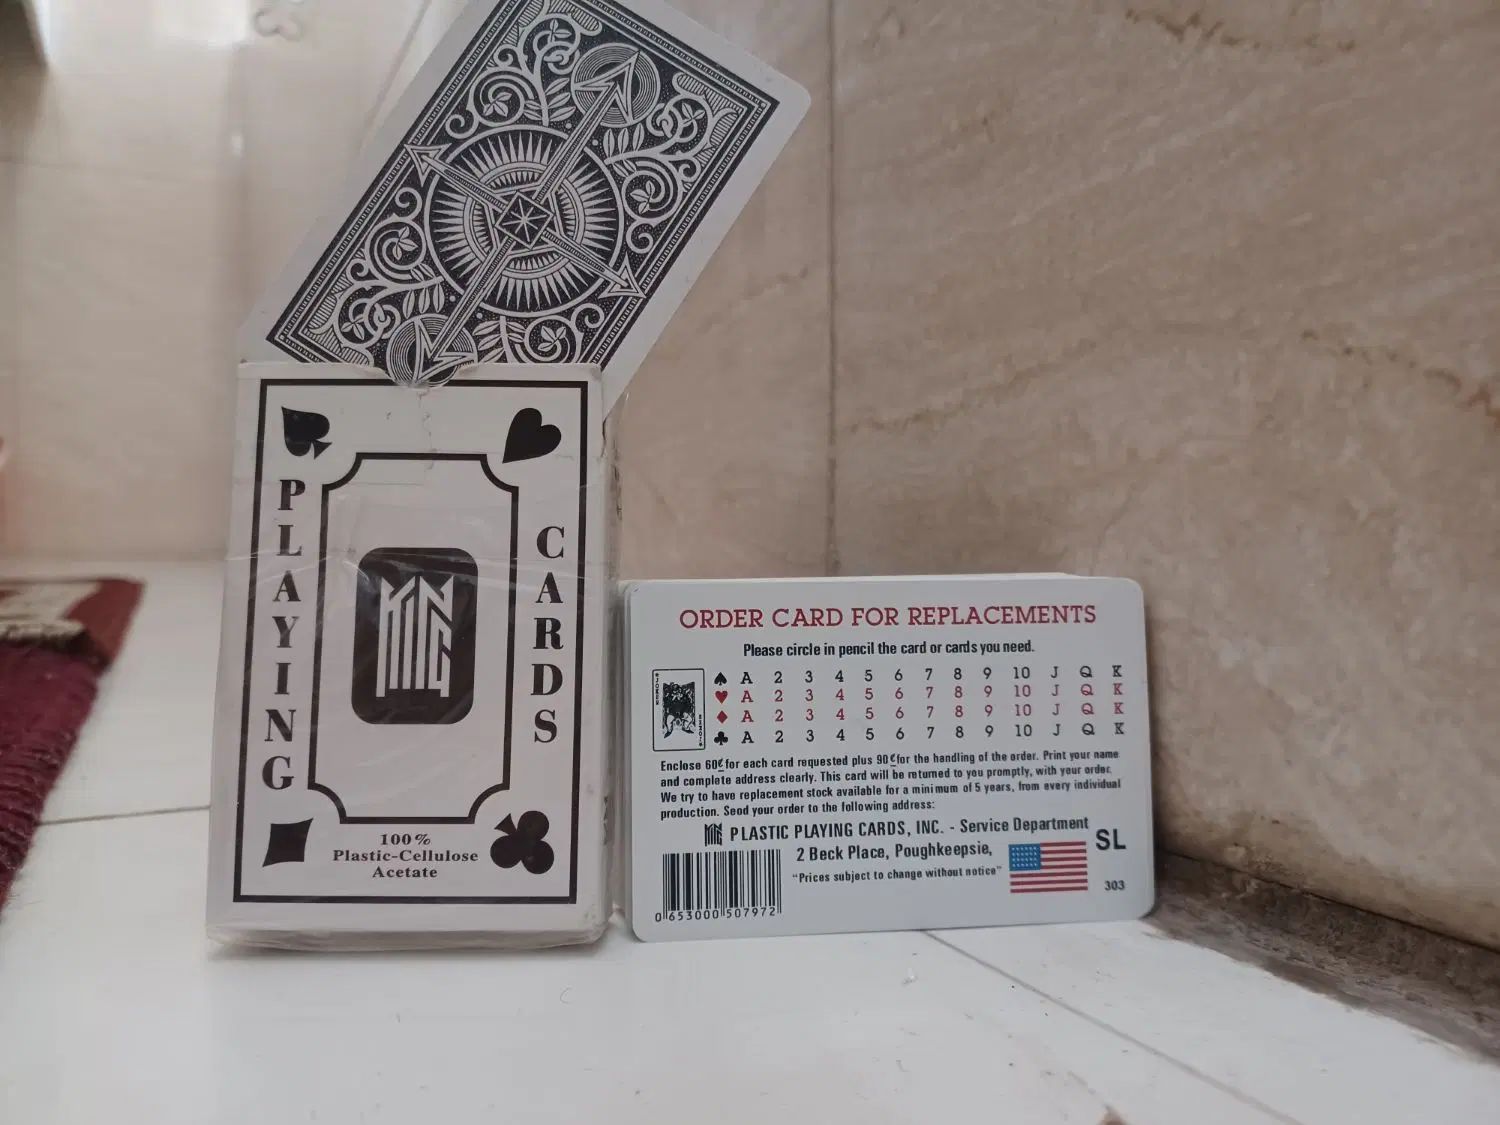 PLAYING
CARDS
KEM
100%
Plastic-Cellulose
Acetate
ORDER CARD FOR REPLACEMENTS
Please circle in pencil the card or cards you need.
JOKER
♠ A 2 3 4 5 6 7 8 9 10 J Q K
♥ A 2 3 4 5 6 7 8 9 10 J Q K
♦ A 2 3 4 5 6 7 8 9 10 J Q K
♣ A 2 3 4 5 6 7 8 9 10 J Q K
JOKER
Enclose 60¢ for each card requested plus 90¢ for the handling of the order. Print your name
and complete address clearly. This card will be returned to you promptly, with your order.
We try to have replacement stock available for a minimum of 5 years, from every individual
production. Send your order to the following address:
KEM PLASTIC PLAYING CARDS, INC. - Service Department
2 Beck Place, Poughkeepsie,
SL
"Prices subject to change without notice"
303
0 653000 507972